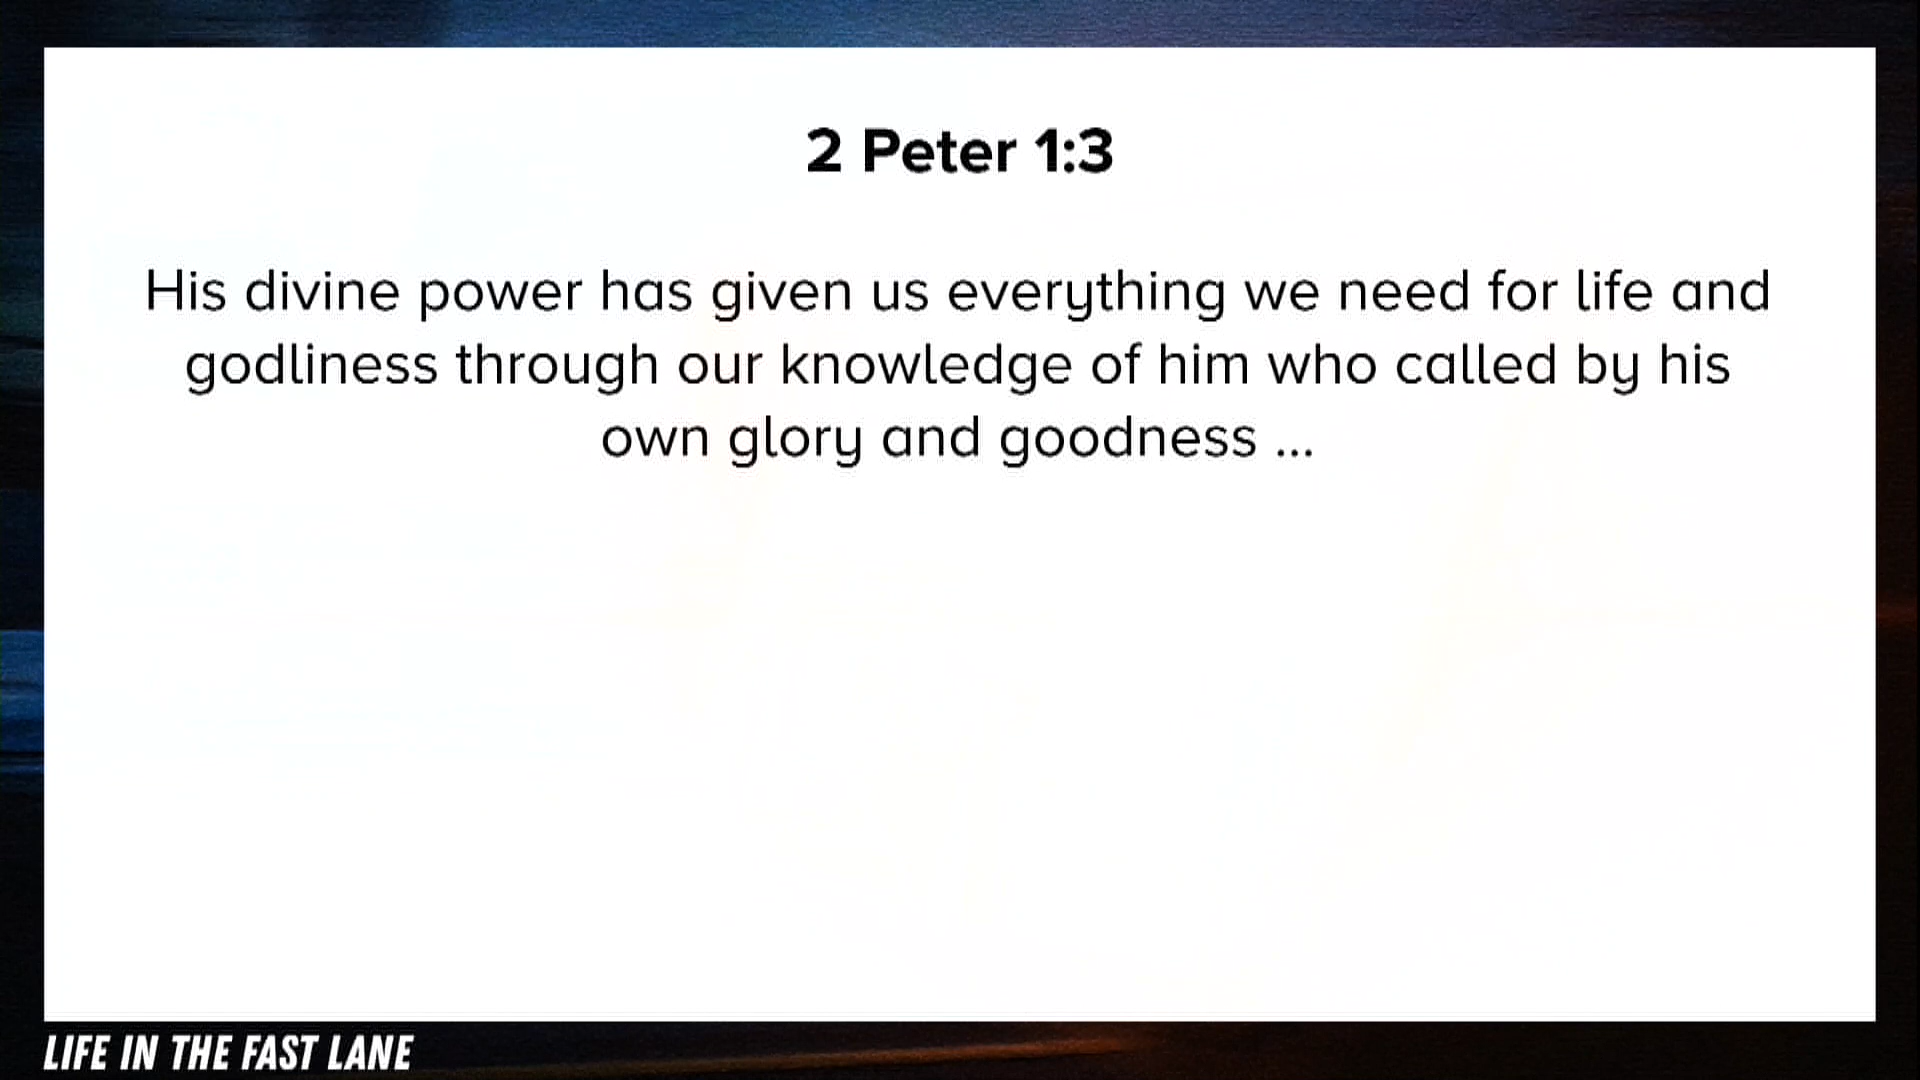 2 Peter 1:3
His divine power has given us everything we need for life and
godliness through our knowledge of him who called by his
own glory and goodness ...
LIFE IN THE FAST LANE